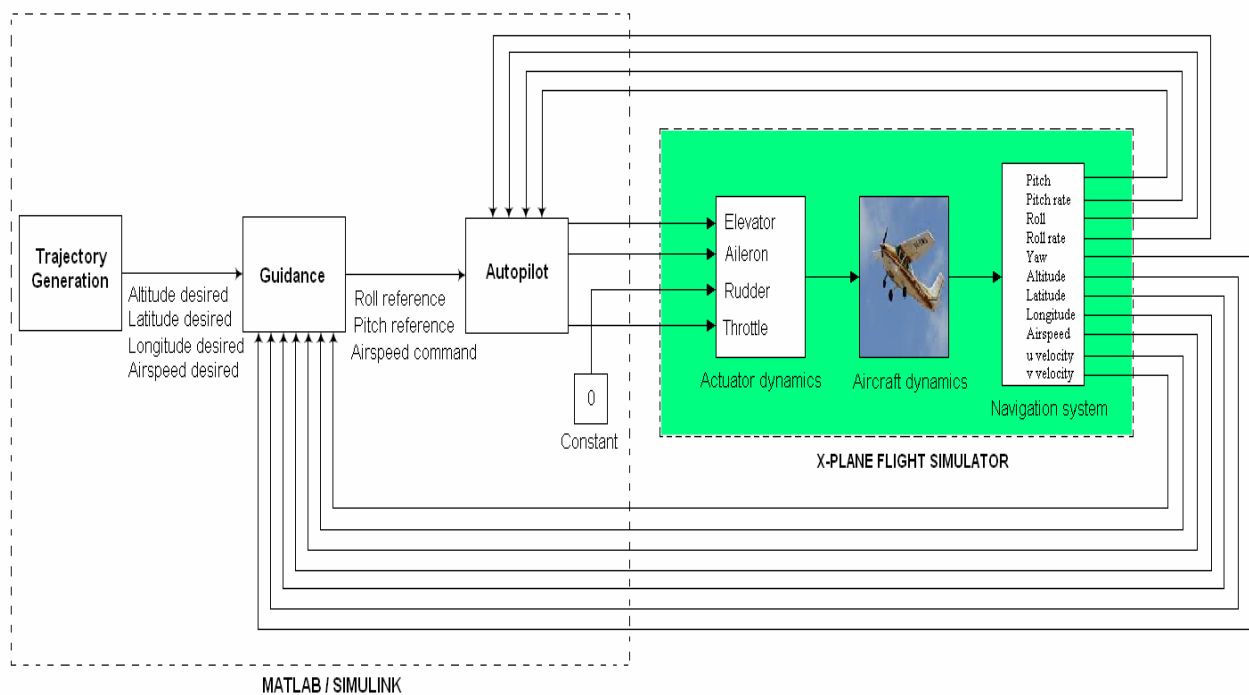 Trajectory
Generation
Altitude desired
Latitude desired
Longitude desired
Airspeed desired
Guidance
Roll reference
Pitch reference
Airspeed command
Autopilot
0
Constant
Elevator
Aileron
Rudder
Throttle
Actuator dynamics
Aircraft dynamics
Pitch
Pitch rate
Roll
Roll rate
Yaw
Altitude
Latitude
Longitude
Airspeed
u velocity
v velocity
Navigation system
X-PLANE FLIGHT SIMULATOR
MATLAB / SIMULINK